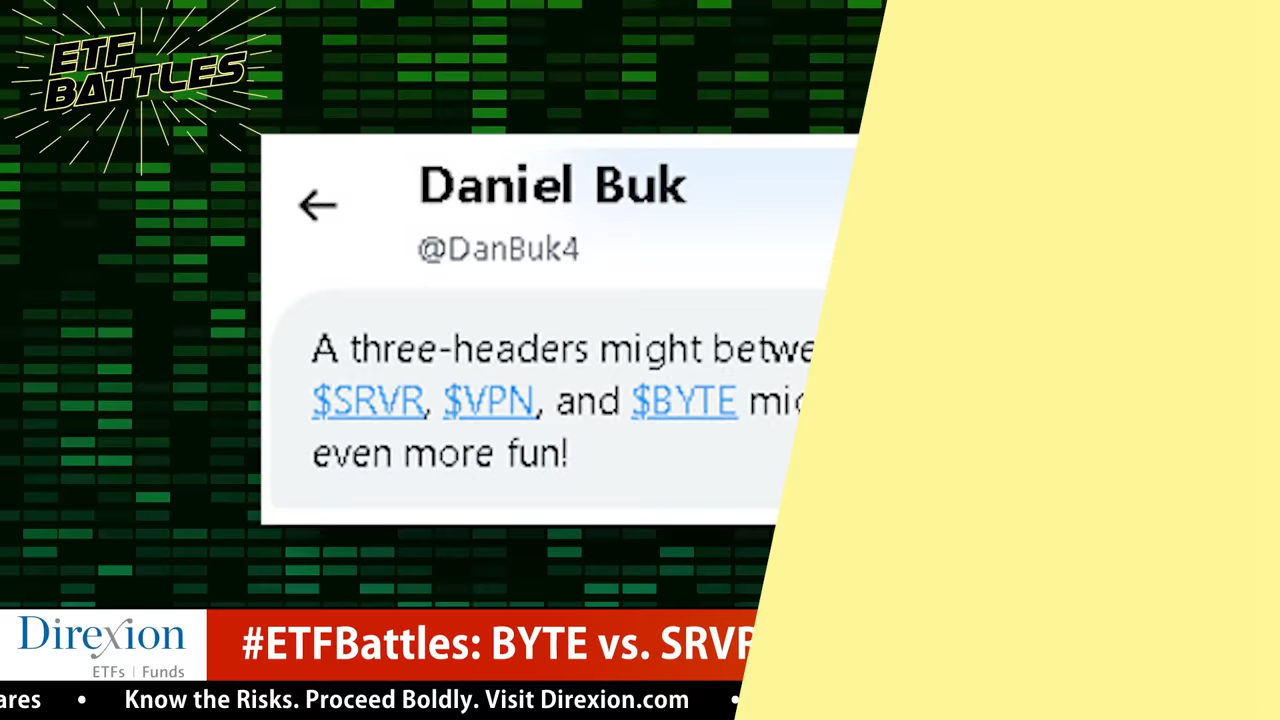 ETF
BATTLES
Daniel Buk
@DanBuk4
A three-headers might betwe
$SRVR, $VPN, and $BYTE mi
even more fun!
Direxion
ETFs | Funds
#ETFBattles: BYTE vs. SRVR
ares • Know the Risks. Proceed Boldly. Visit Direxion.com •